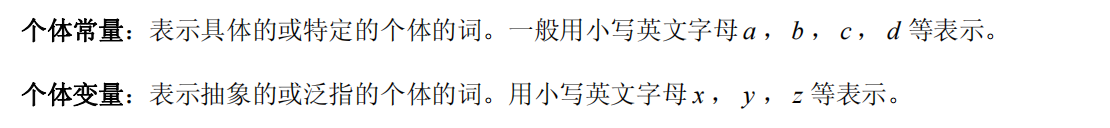 个体常量：表示具体的或特定的个体的词。一般用小写英文字母a，b，c，d等表示。
个体变量：表示抽象的或泛指的个体的词。用小写英文字母x，y，z等表示。